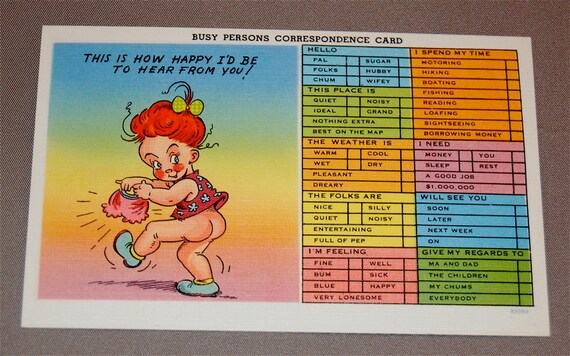 BUSY PERSONS CORRESPONDENCE CARD
THIS IS HOW HAPPY I'D BE
TO HEAR FROM YOU!
HELLO
PAL SUGAR
FOLKS HUBBY
CHUM WIFEY
THIS PLACE IS
QUIET NOISY
IDEAL GRAND
NOTHING EXTRA
BEST ON THE MAP
THE WEATHER IS
WARM COOL
WET DRY
PLEASANT
DREARY
THE FOLKS ARE
NICE SILLY
QUIET NOISY
ENTERTAINING
FULL OF PEP
I'M FEELING
FINE WELL
BUM SICK
BLUE HAPPY
VERY LONESOME
I SPEND MY TIME
MOTORING
HIKING
BOATING
FISHING
READING
LOAFING
SIGHTSEEING
BORROWING MONEY
I NEED
MONEY YOU
SLEEP REST
A GOOD JOB
$1,000,000
WILL SEE YOU
SOON
LATER
NEXT WEEK
ON
GIVE MY REGARDS TO
MA AND DAD
THE CHILDREN
MY CHUMS
EVERYBODY